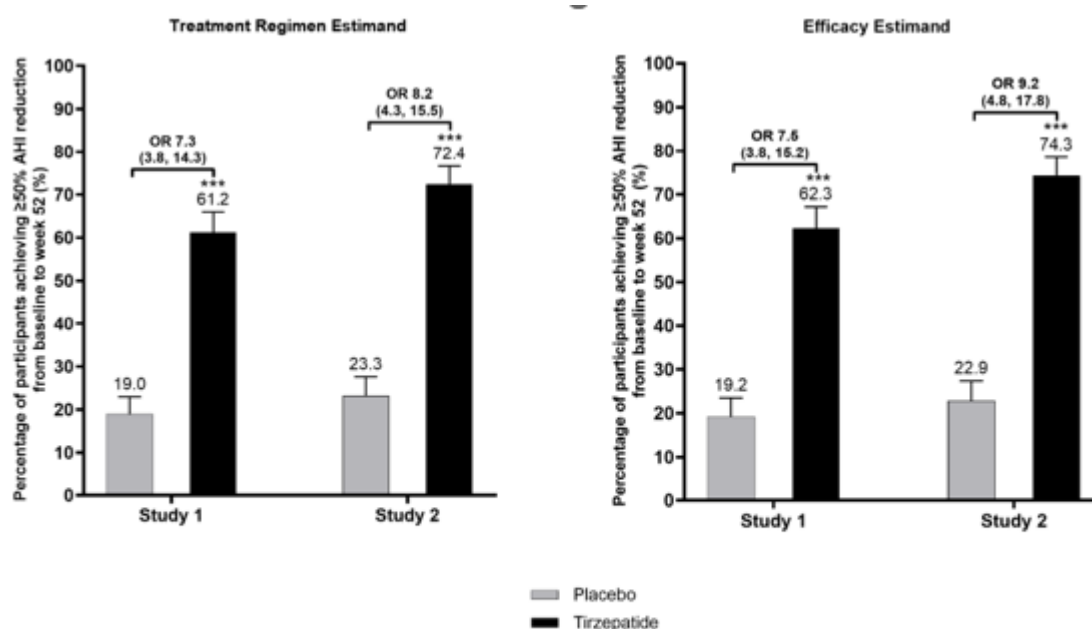 Treatment Regimen Estimand
Percentage of participants achieving ≥50% AHI reduction
from baseline to week 52 (%)
100
90
80
70
60
50
40
30
20
10
0
OR 7.3
(3.8, 14.3)
***
61.2
19.0
OR 8.2
(4.3, 15.5)
***
72.4
23.3
Study 1
Study 2
Efficacy Estimand
Percentage of participants achieving ≥50% AHI reduction
from baseline to week 52 (%)
100
90
80
70
60
50
40
30
20
10
0
OR 7.5
(3.8, 15.2)
***
62.3
19.2
OR 9.2
(4.8, 17.8)
***
74.3
22.9
Study 1
Study 2
Placebo
Tirzepatide